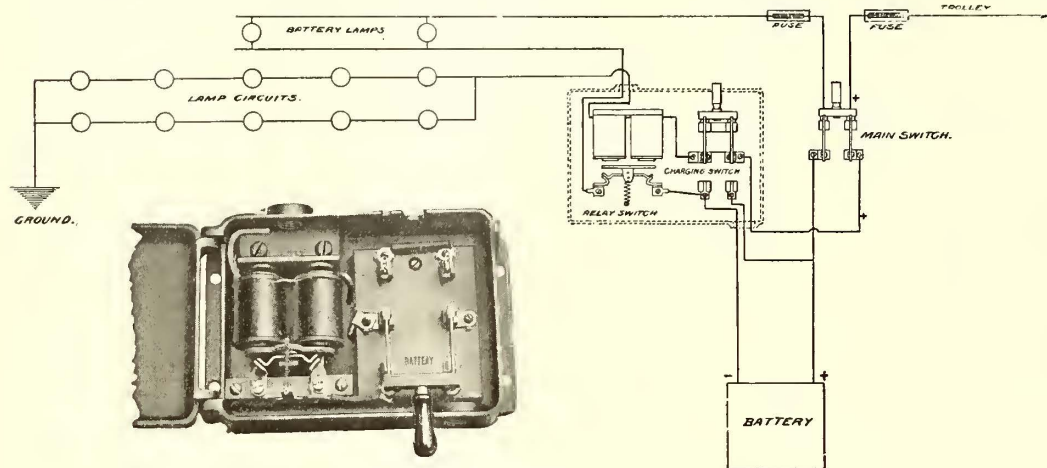 TROLLEY
FUSE
FUSE
BATTERY LAMPS
LAMP CIRCUITS.
+
MAIN SWITCH.
CHARGING SWITCH
RELAY SWITCH
GROUND.
+
BATTERY
- +
BATTERY